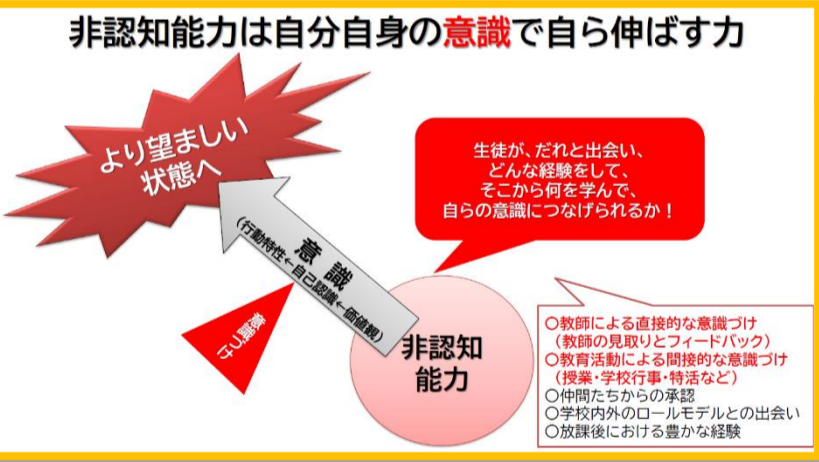 非認知能力は自分自身の意識で自ら伸ばす力
より望ましい
状態へ
生徒が、だれと出会い、
どんな経験をして、
そこから何を学んで、
自らの意識につなげられるか！
意 識
(行動特性←自己認識←価値観)
意識づけ
非認知
能力
〇教師による直接的な意識づけ
（教師の見取りとフィードバック）
〇教育活動による間接的な意識づけ
（授業・学校行事・特活など）
〇仲間たちからの承認
〇学校内外のロールモデルとの出会い
〇放課後における豊かな経験